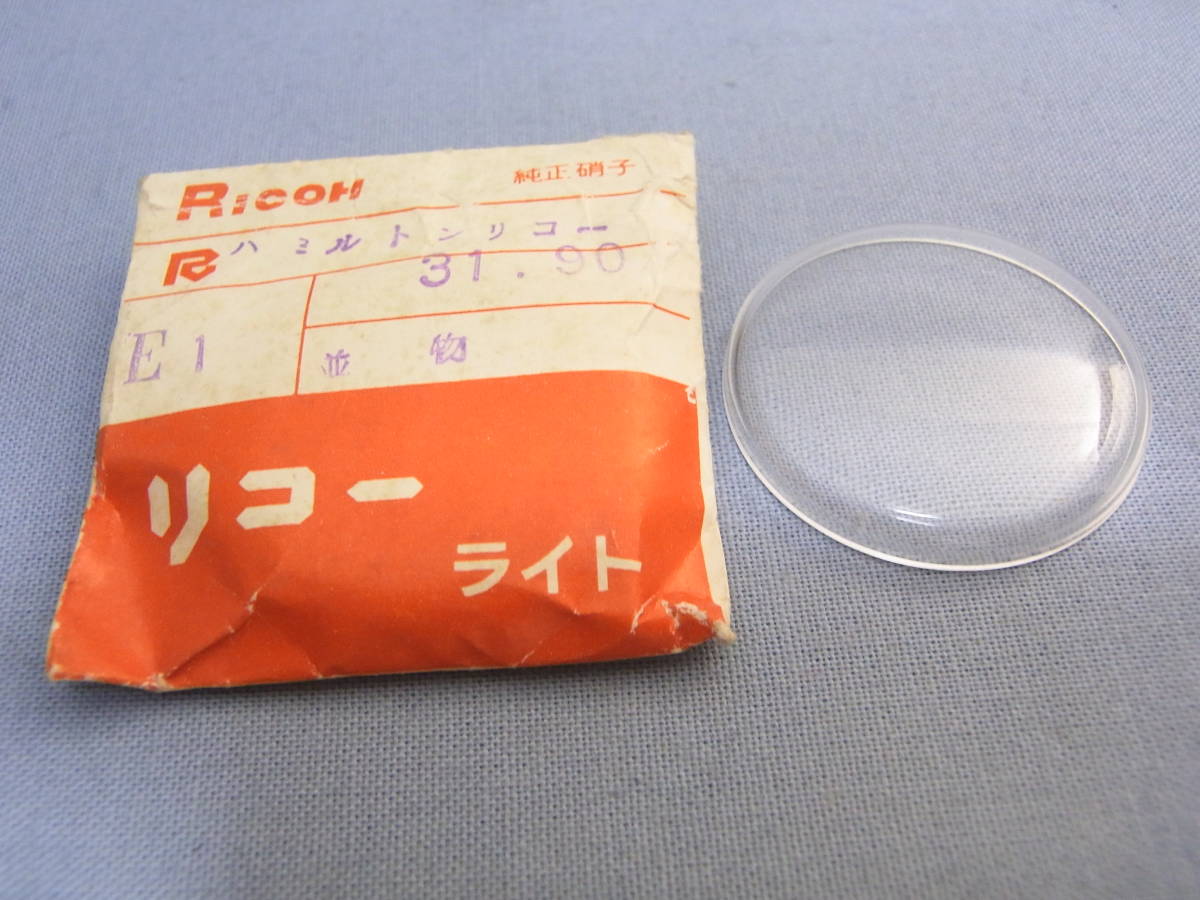 RICOH 純正硝子
R ハミルトンリコー
31.90
E1 並 物
リコー
ライト